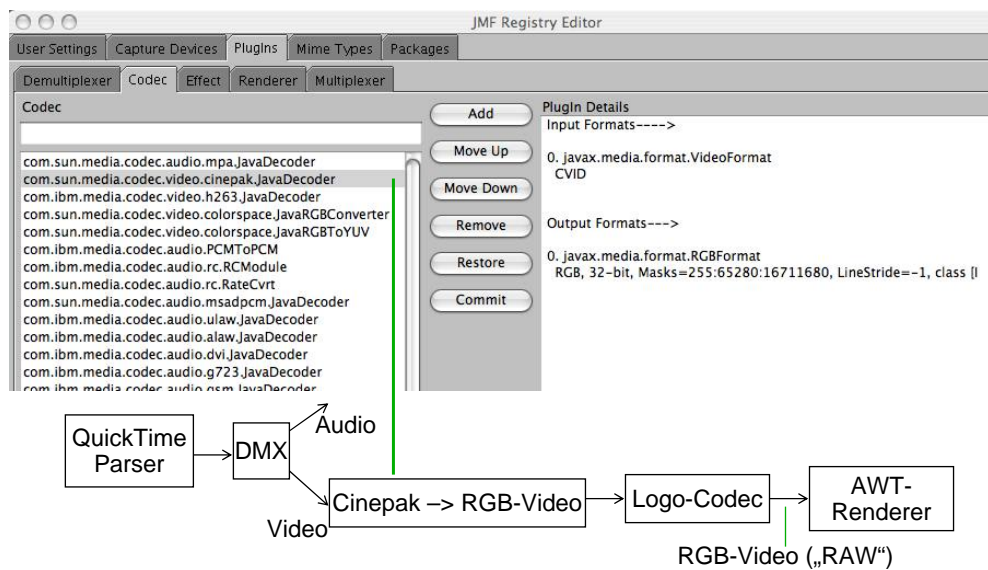 JMF Registry Editor
User Settings Capture Devices PlugIns Mime Types Packages
Demultiplexer Codec Effect Renderer Multiplexer
Codec
com.sun.media.codec.audio.mpa.JavaDecoder
com.sun.media.codec.video.cinepak.JavaDecoder
com.ibm.media.codec.video.h263.JavaDecoder
com.sun.media.codec.video.colorspace.JavaRGBConverter
com.sun.media.codec.video.colorspace.JavaRGBToYUV
com.ibm.media.codec.audio.PCMToPCM
com.ibm.media.codec.audio.rc.RCModule
com.sun.media.codec.audio.rc.RateCvrt
com.sun.media.codec.audio.msadpcm.JavaDecoder
com.ibm.media.codec.audio.ulaw.JavaDecoder
com.ibm.media.codec.audio.alaw.JavaDecoder
com.ibm.media.codec.audio.dvi.JavaDecoder
com.ibm.media.codec.audio.g723.JavaDecoder
com.ibm.media.codec.audio.gsm.JavaDecoder
Add
Move Up
Move Down
Remove
Restore
Commit
PlugIn Details
Input Formats---->
0. javax.media.format.VideoFormat
CVID
Output Formats--->
0. javax.media.format.RGBFormat
RGB, 32-bit, Masks=255:65280:16711680, LineStride=-1, class [I
QuickTime
Parser
DMX
Audio
Video
Cinepak –> RGB-Video
Logo-Codec
AWT-
Renderer
RGB-Video („RAW“)